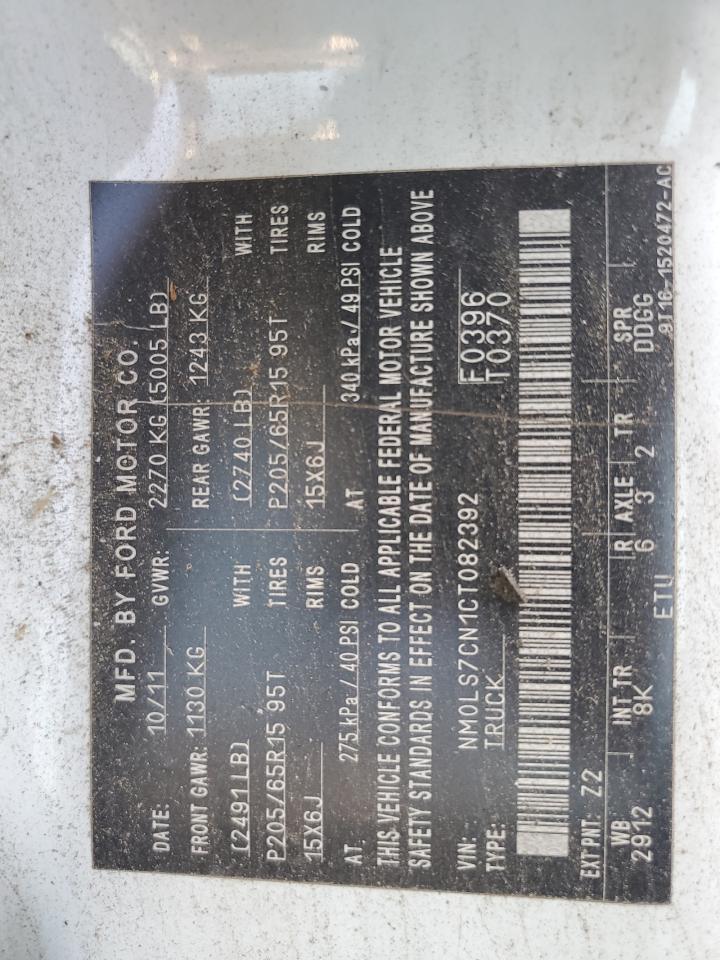 MFD. BY FORD MOTOR CO.
DATE: 10/11 GVWR: 2270 KG (5005 LB)
FRONT GAWR: 1130 KG REAR GAWR: 1243 KG
(2491LB) WITH (2740 LB) WITH
P205/65R15 95T TIRES P205/65R15 95T TIRES
15X6J RIMS 15X6J RIMS
AT 275 kPa / 40 PSI COLD AT 340 kPa / 49 PSI COLD
THIS VEHICLE CONFORMS TO ALL APPLICABLE FEDERAL MOTOR VEHICLE
SAFETY STANDARDS IN EFFECT ON THE DATE OF MANUFACTURE SHOWN ABOVE
VIN: NM0LS7CN1CT082392 F0396
TYPE: TRUCK T0370
EXT PNT: Z2
WB INT TR R AXLE TR SPR
2912 8K 6 3 2 DDGG
ETU 9T16-1520472-AC